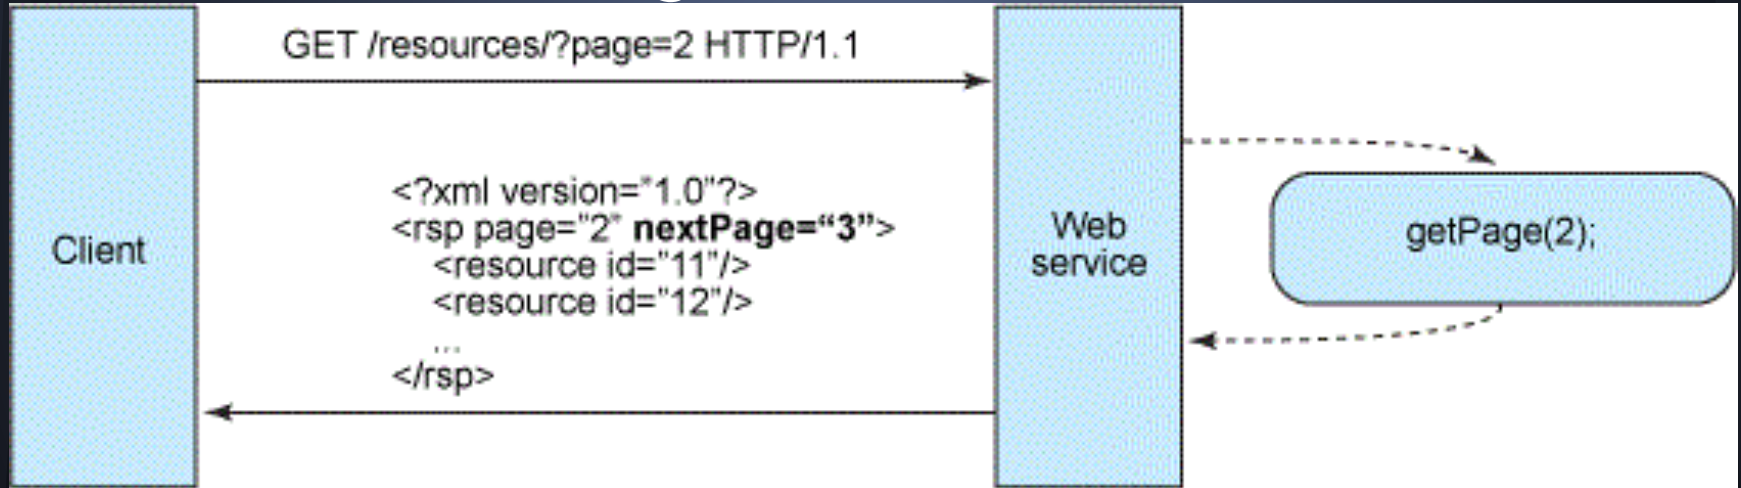 GET /resources/?page=2 HTTP/1.1
<?xml version="1.0"?>
<rsp page="2" nextPage=“3”>
<resource id="11"/>
<resource id="12"/>
...
</rsp>
Client
Web
service
getPage(2);